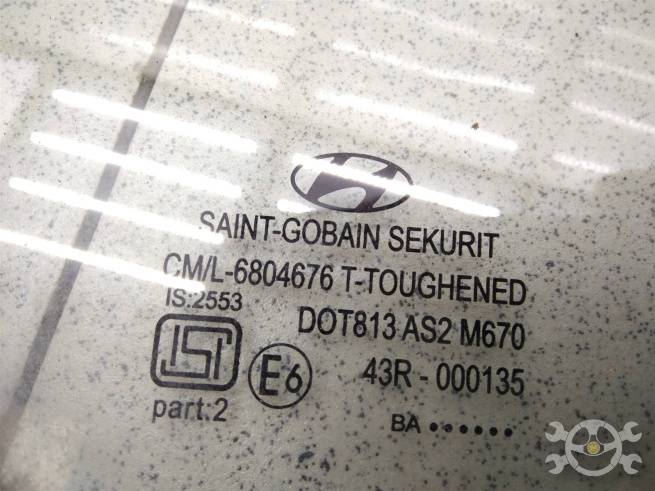 SAINT-GOBAIN SEKURIT
CM/L-6804676 T-TOUGHENED
IS:2553
DOT813 AS2 M670
ISI
E6
43R - 000135
part:2
BA ••••••